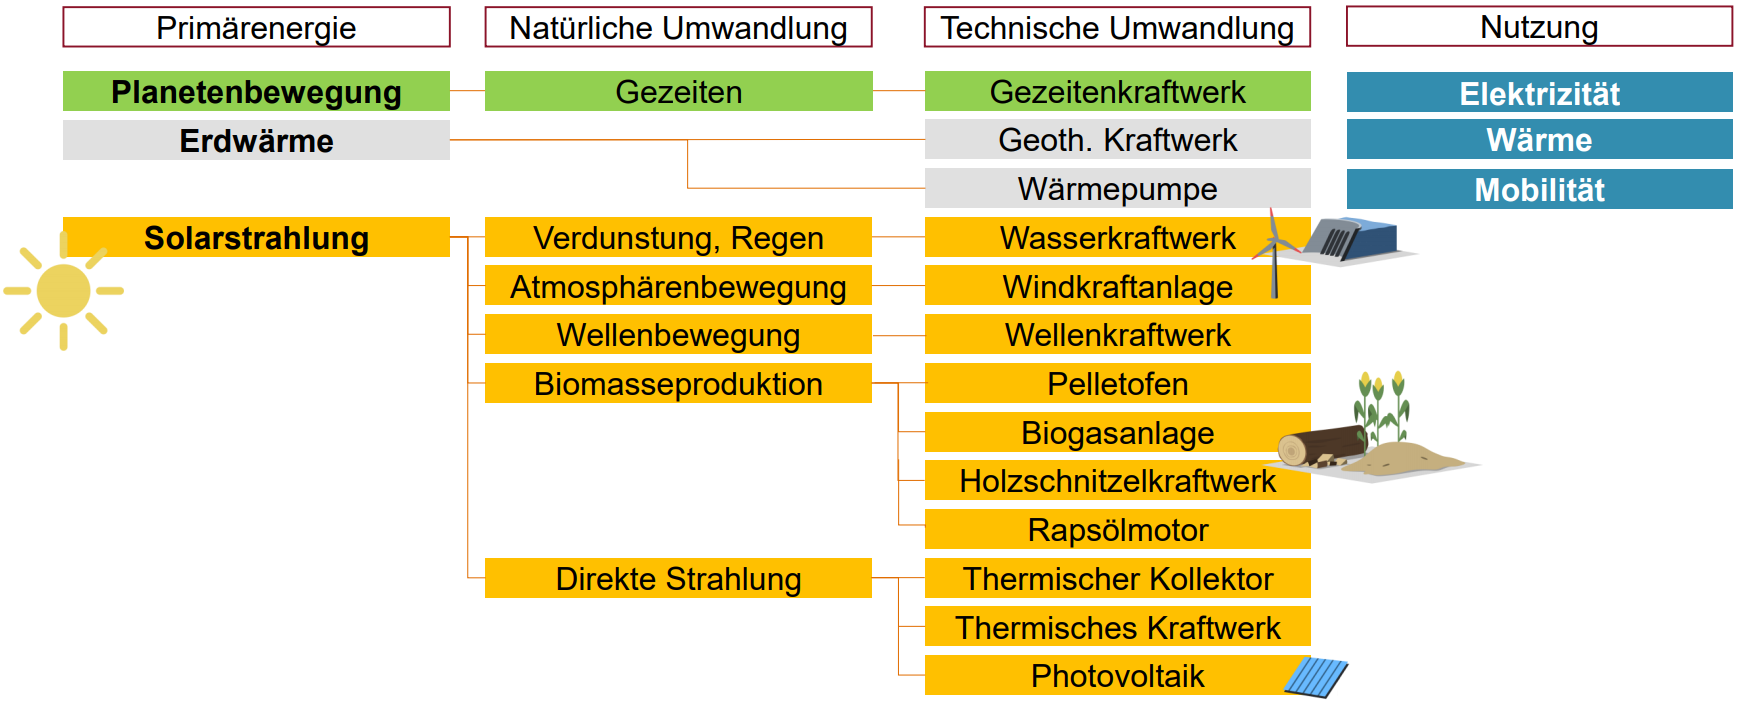 Primärenergie
Natürliche Umwandlung
Technische Umwandlung
Nutzung
Planetenbewegung
Gezeiten
Gezeitenkraftwerk
Elektrizität
Erdwärme
Geoth. Kraftwerk
Wärme
Wärmepumpe
Mobilität
Solarstrahlung
Verdunstung, Regen
Wasserkraftwerk
Atmosphärenbewegung
Windkraftanlage
Wellenbewegung
Wellenkraftwerk
Biomasseproduktion
Pelletofen
Biogasanlage
Holzschnitzelkraftwerk
Rapsölmotor
Direkte Strahlung
Thermischer Kollektor
Thermisches Kraftwerk
Photovoltaik